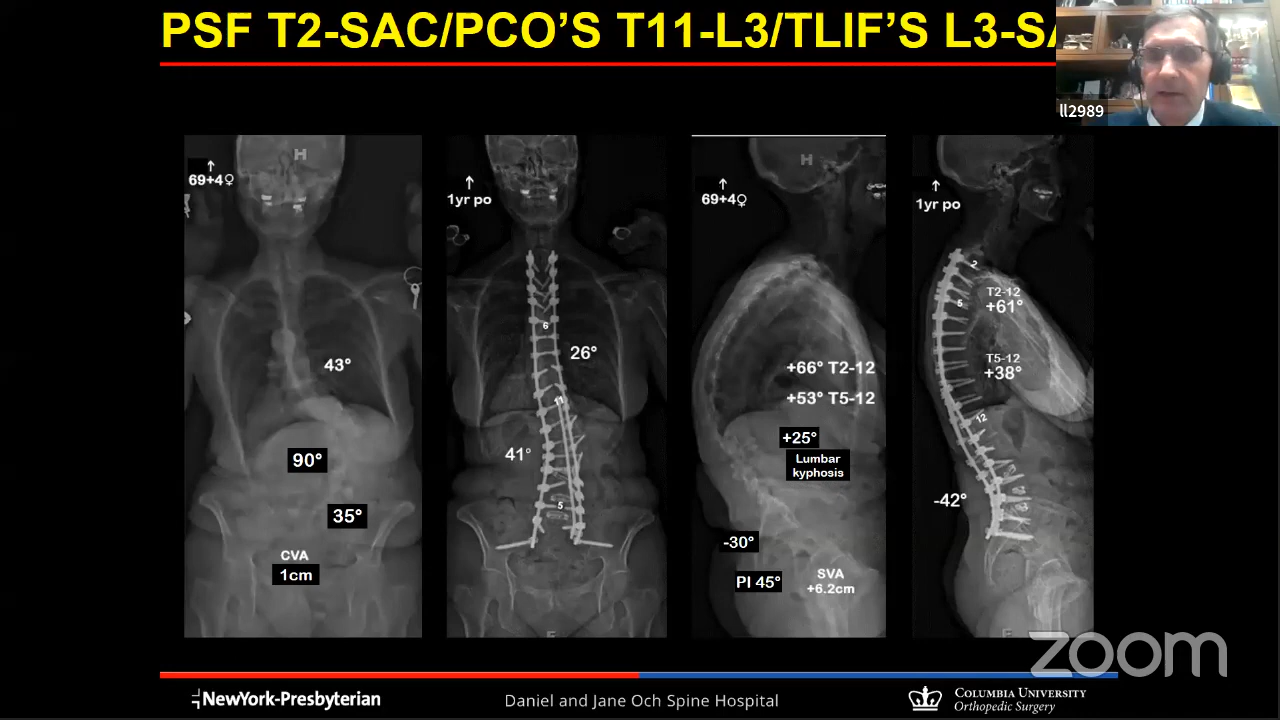 PSF T2-SAC/PCO'S T11-L3/TLIF'S L3-SA
ll2989
H
↑
69+4♀
43°
90°
35°
CVA
1cm
↑
1yr po
6
26°
11
41°
5
H
↑
69+4♀
+66° T2-12
+53° T5-12
+25°
Lumbar
kyphosis
-30°
PI 45°
SVA
+6.2cm
↑
1yr po
2
T2-12
+61°
5
T5-12
+38°
12
-42°
zoom
NewYork-Presbyterian
Daniel and Jane Och Spine Hospital
COLUMBIA UNIVERSITY
Orthopedic Surgery